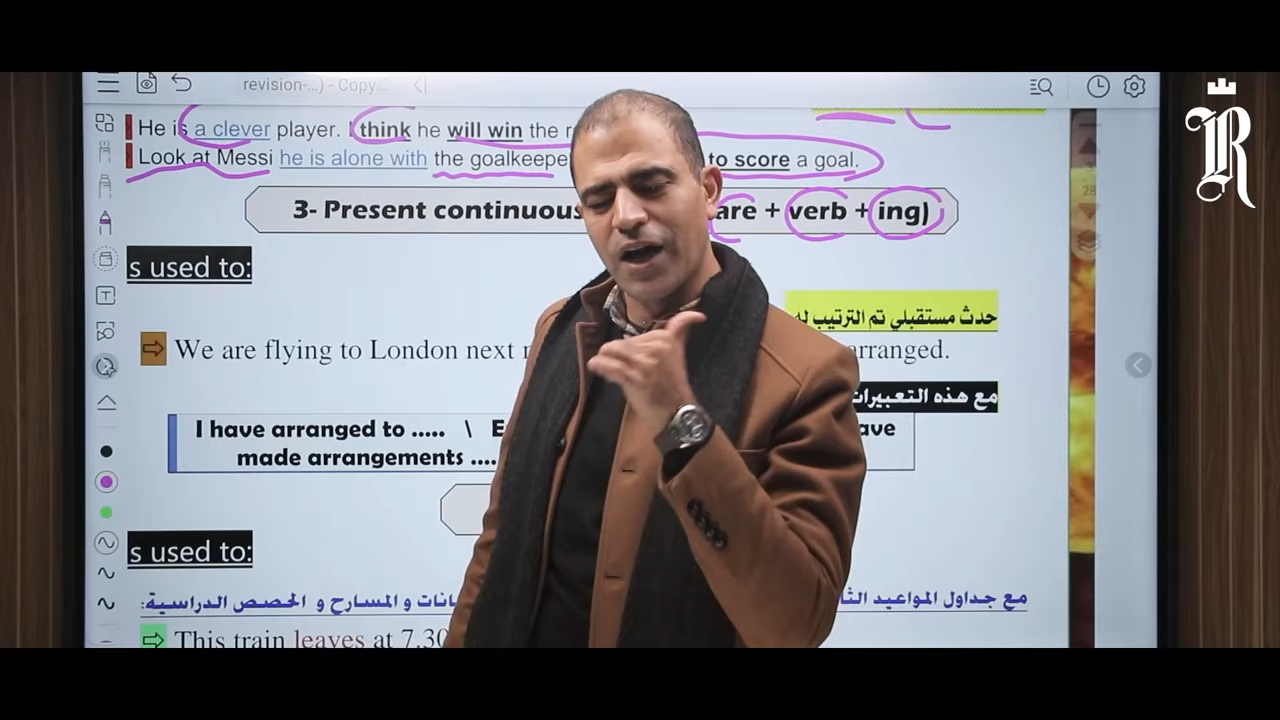 revision-...) - Copy
He is a clever player. I think he will win the r
Look at Messi he is alone with the goalkeepe to score a goal.
3- Present continuous are + verb + ing)
s used to:
حدث مستقبلي تم الترتيب له
We are flying to London next arranged.
مع هذه التعبيرات
I have arranged to ..... \ E ave
made arrangements ....
s used to:
مع جداول المواعيد الثا انات و المسارح و الحصص الدراسية:
This train leaves at 7.30
R
28